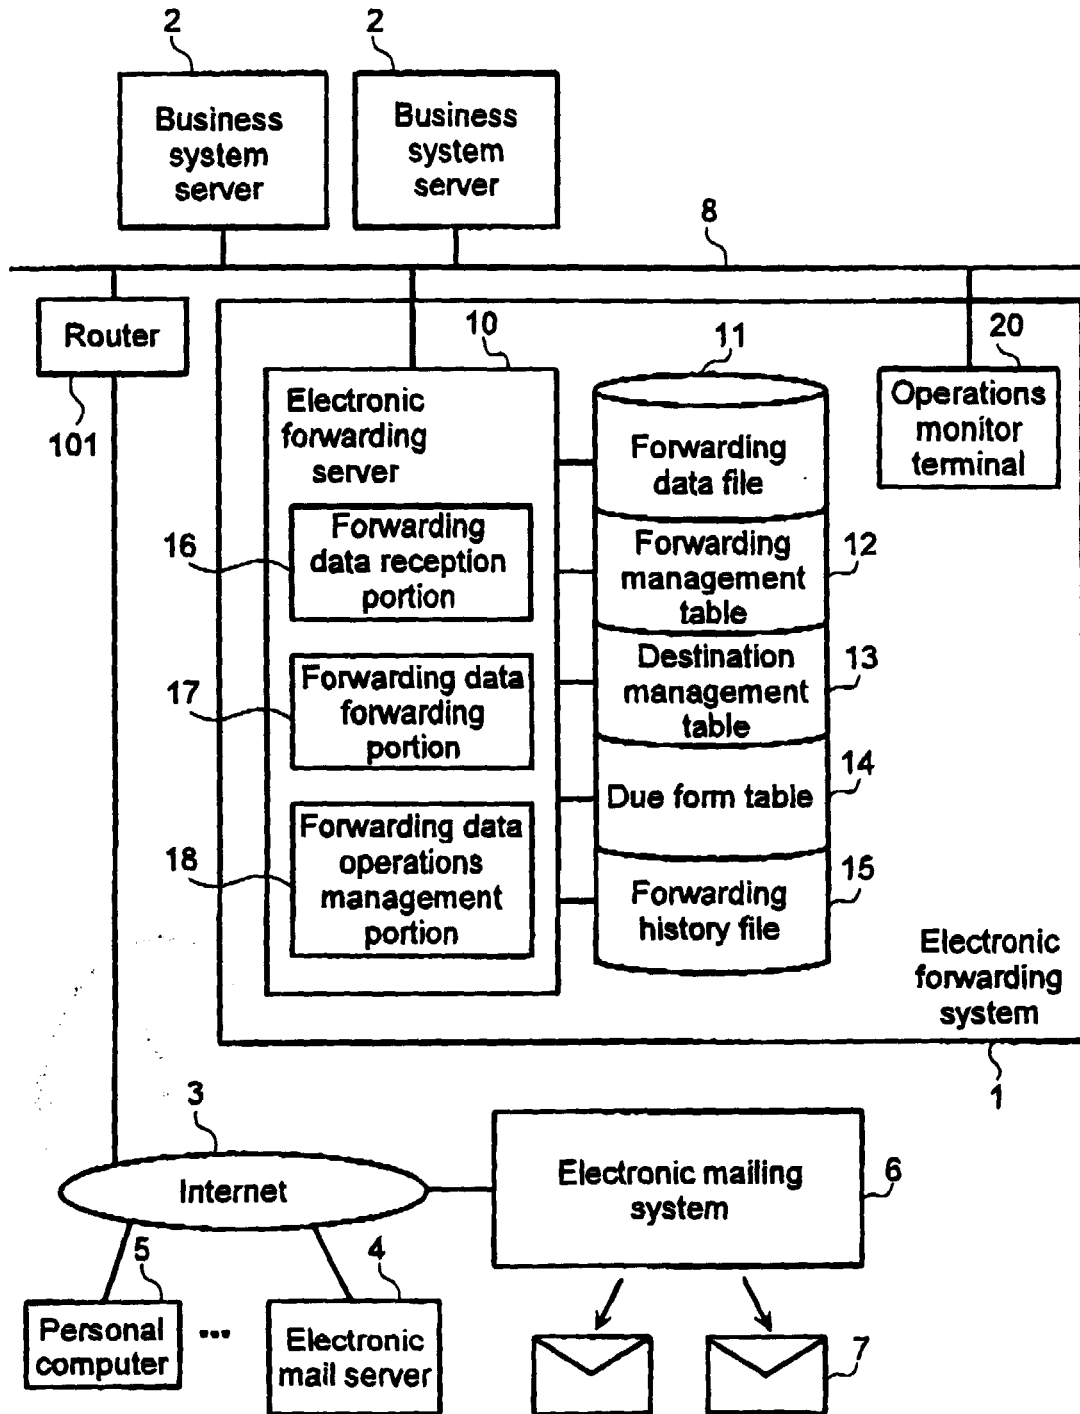 2
2
Business
system
server
Business
system
server
8
Router
101
10
11
20
Electronic
forwarding
server
Forwarding
data file
Operations
monitor
terminal
16
Forwarding
data reception
portion
Forwarding
management
table
12
17
Forwarding data
forwarding
portion
Destination
management
table
13
18
Forwarding data
operations
management
portion
Due form table
14
Forwarding
history file
15
Electronic
forwarding
system
1
3
Internet
Electronic mailing
system
6
5
4
Personal
computer
...
Electronic
mail server
7